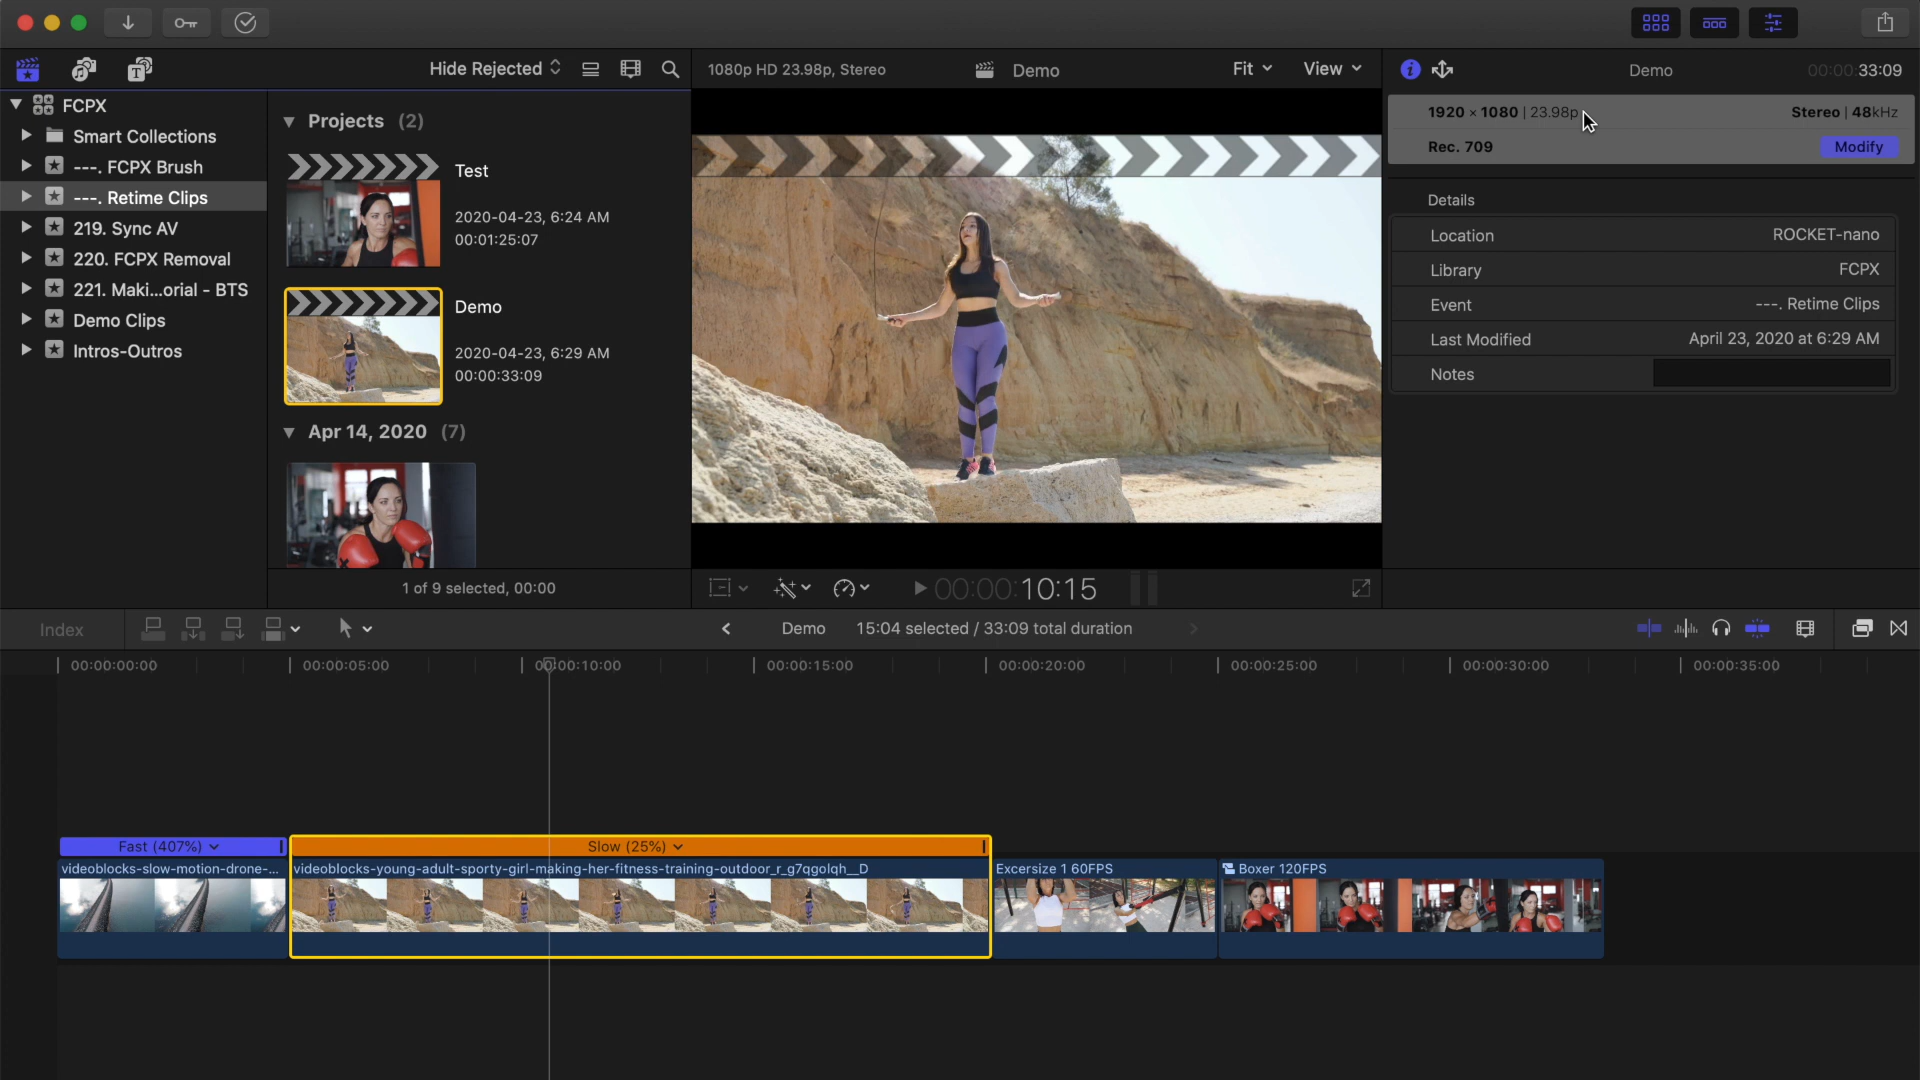 Hide Rejected
1080p HD 23.98p, Stereo
Demo
Fit
View
Demo
00:00:33:09
FCPX
Smart Collections
---. FCPX Brush
---. Retime Clips
219. Sync AV
220. FCPX Removal
221. Maki...orial - BTS
Demo Clips
Intros-Outros
Projects (2)
Test
2020-04-23, 6:24 AM
00:01:25:07
Demo
2020-04-23, 6:29 AM
00:00:33:09
Apr 14, 2020 (7)
1 of 9 selected, 00:00
1920 × 1080 | 23.98p
Stereo | 48kHz
Rec. 709
Modify
Details
Location ROCKET-nano
Library FCPX
Event ---. Retime Clips
Last Modified April 23, 2020 at 6:29 AM
Notes
00:00:10:15
Index
Demo
15:04 selected / 33:09 total duration
00:00:00:00
00:00:05:00
00:00:10:00
00:00:15:00
00:00:20:00
00:00:25:00
00:00:30:00
00:00:35:00
Fast (407%)
Slow (25%)
videoblocks-slow-motion-drone-...
videoblocks-young-adult-sporty-girl-making-her-fitness-training-outdoor_r_g7qgolqh__D
Excersize 1 60FPS
Boxer 120FPS